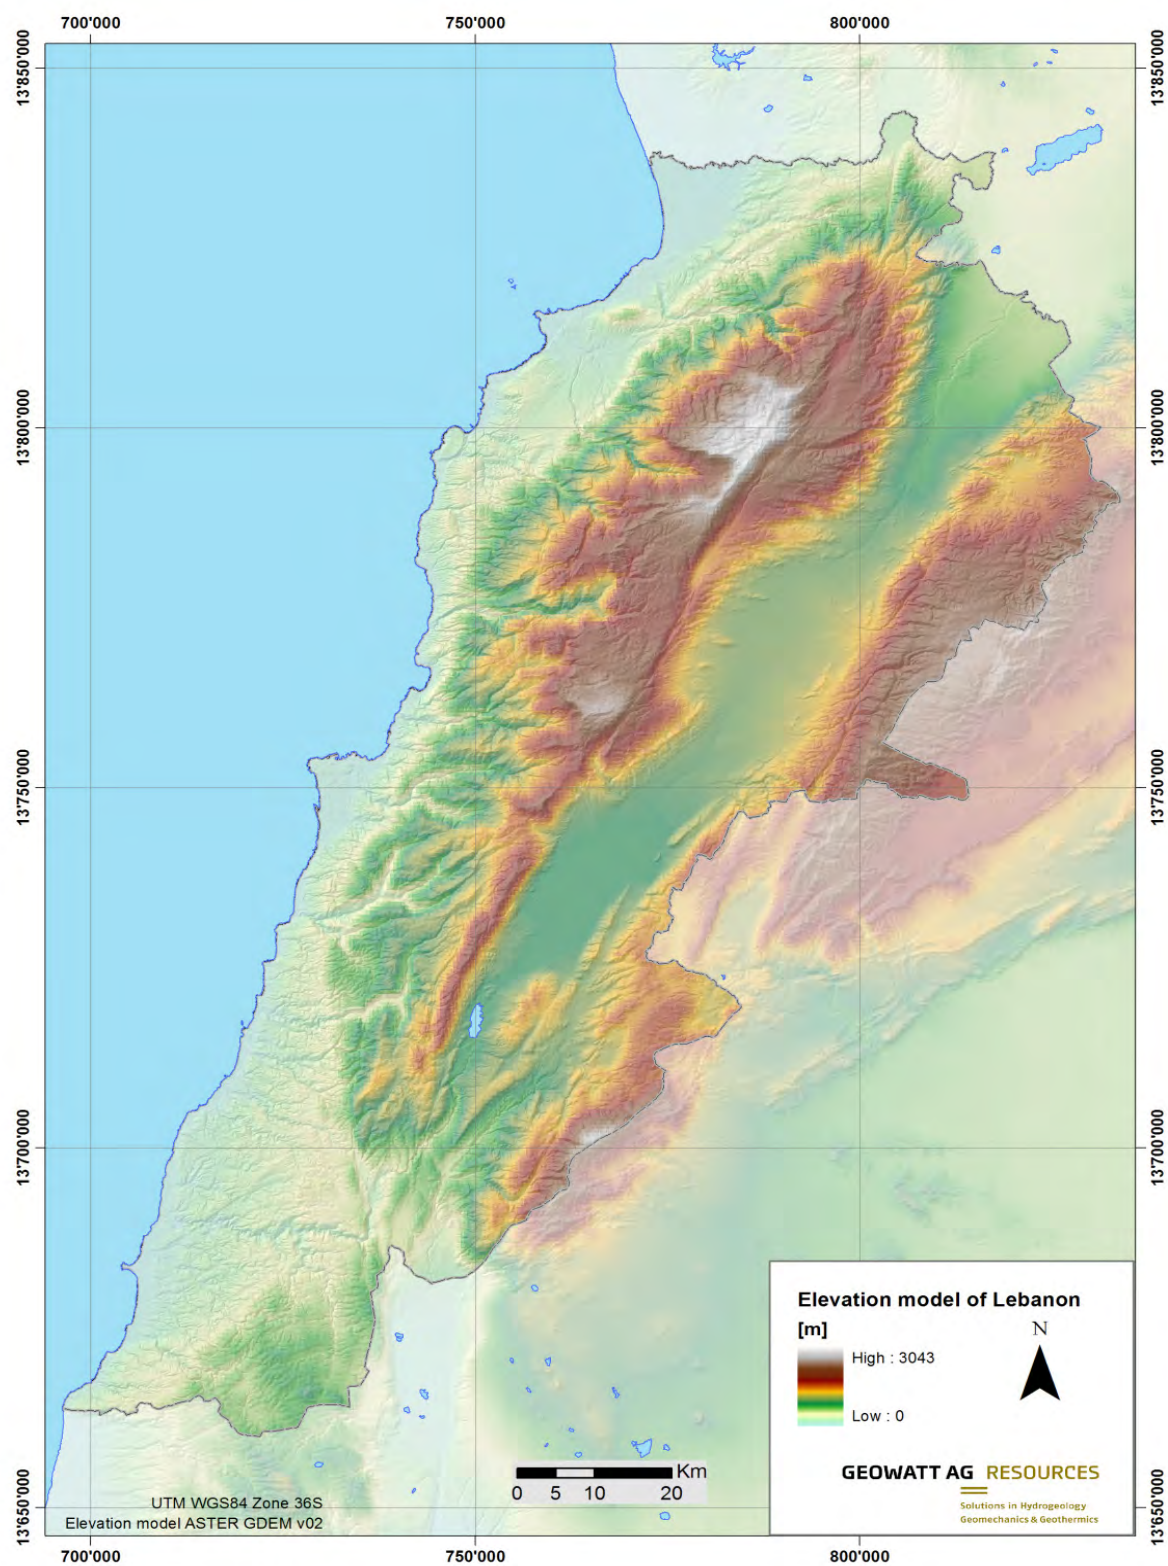 700'000 750'000 800'000
13'850'000 13'850'000
13'800'000 13'800'000
13'750'000 13'750'000
13'700'000 13'700'000
13'650'000 13'650'000
Elevation model of Lebanon
[m]
N
High : 3043
Low : 0
GEOWATT AG RESOURCES
Solutions in Hydrogeology
Geomechanics & Geothermics
Km
0 5 10 20
UTM WGS84 Zone 36S
Elevation model ASTER GDEM v02
700'000 750'000 800'000